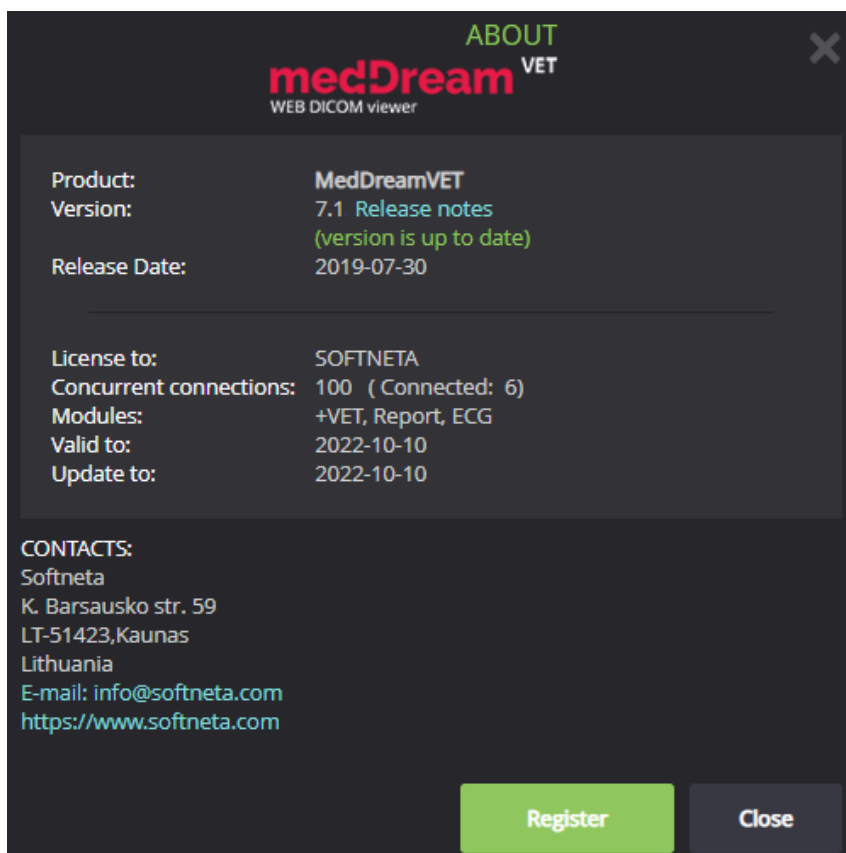 ABOUT
medDream VET
WEB DICOM viewer
Product: MedDreamVET
Version: 7.1 Release notes
(version is up to date)
Release Date: 2019-07-30
License to: SOFTNETA
Concurrent connections: 100 ( Connected: 6)
Modules: +VET, Report, ECG
Valid to: 2022-10-10
Update to: 2022-10-10
CONTACTS:
Softneta
K. Barsausko str. 59
LT-51423,Kaunas
Lithuania
E-mail: info@softneta.com
https://www.softneta.com
Register Close